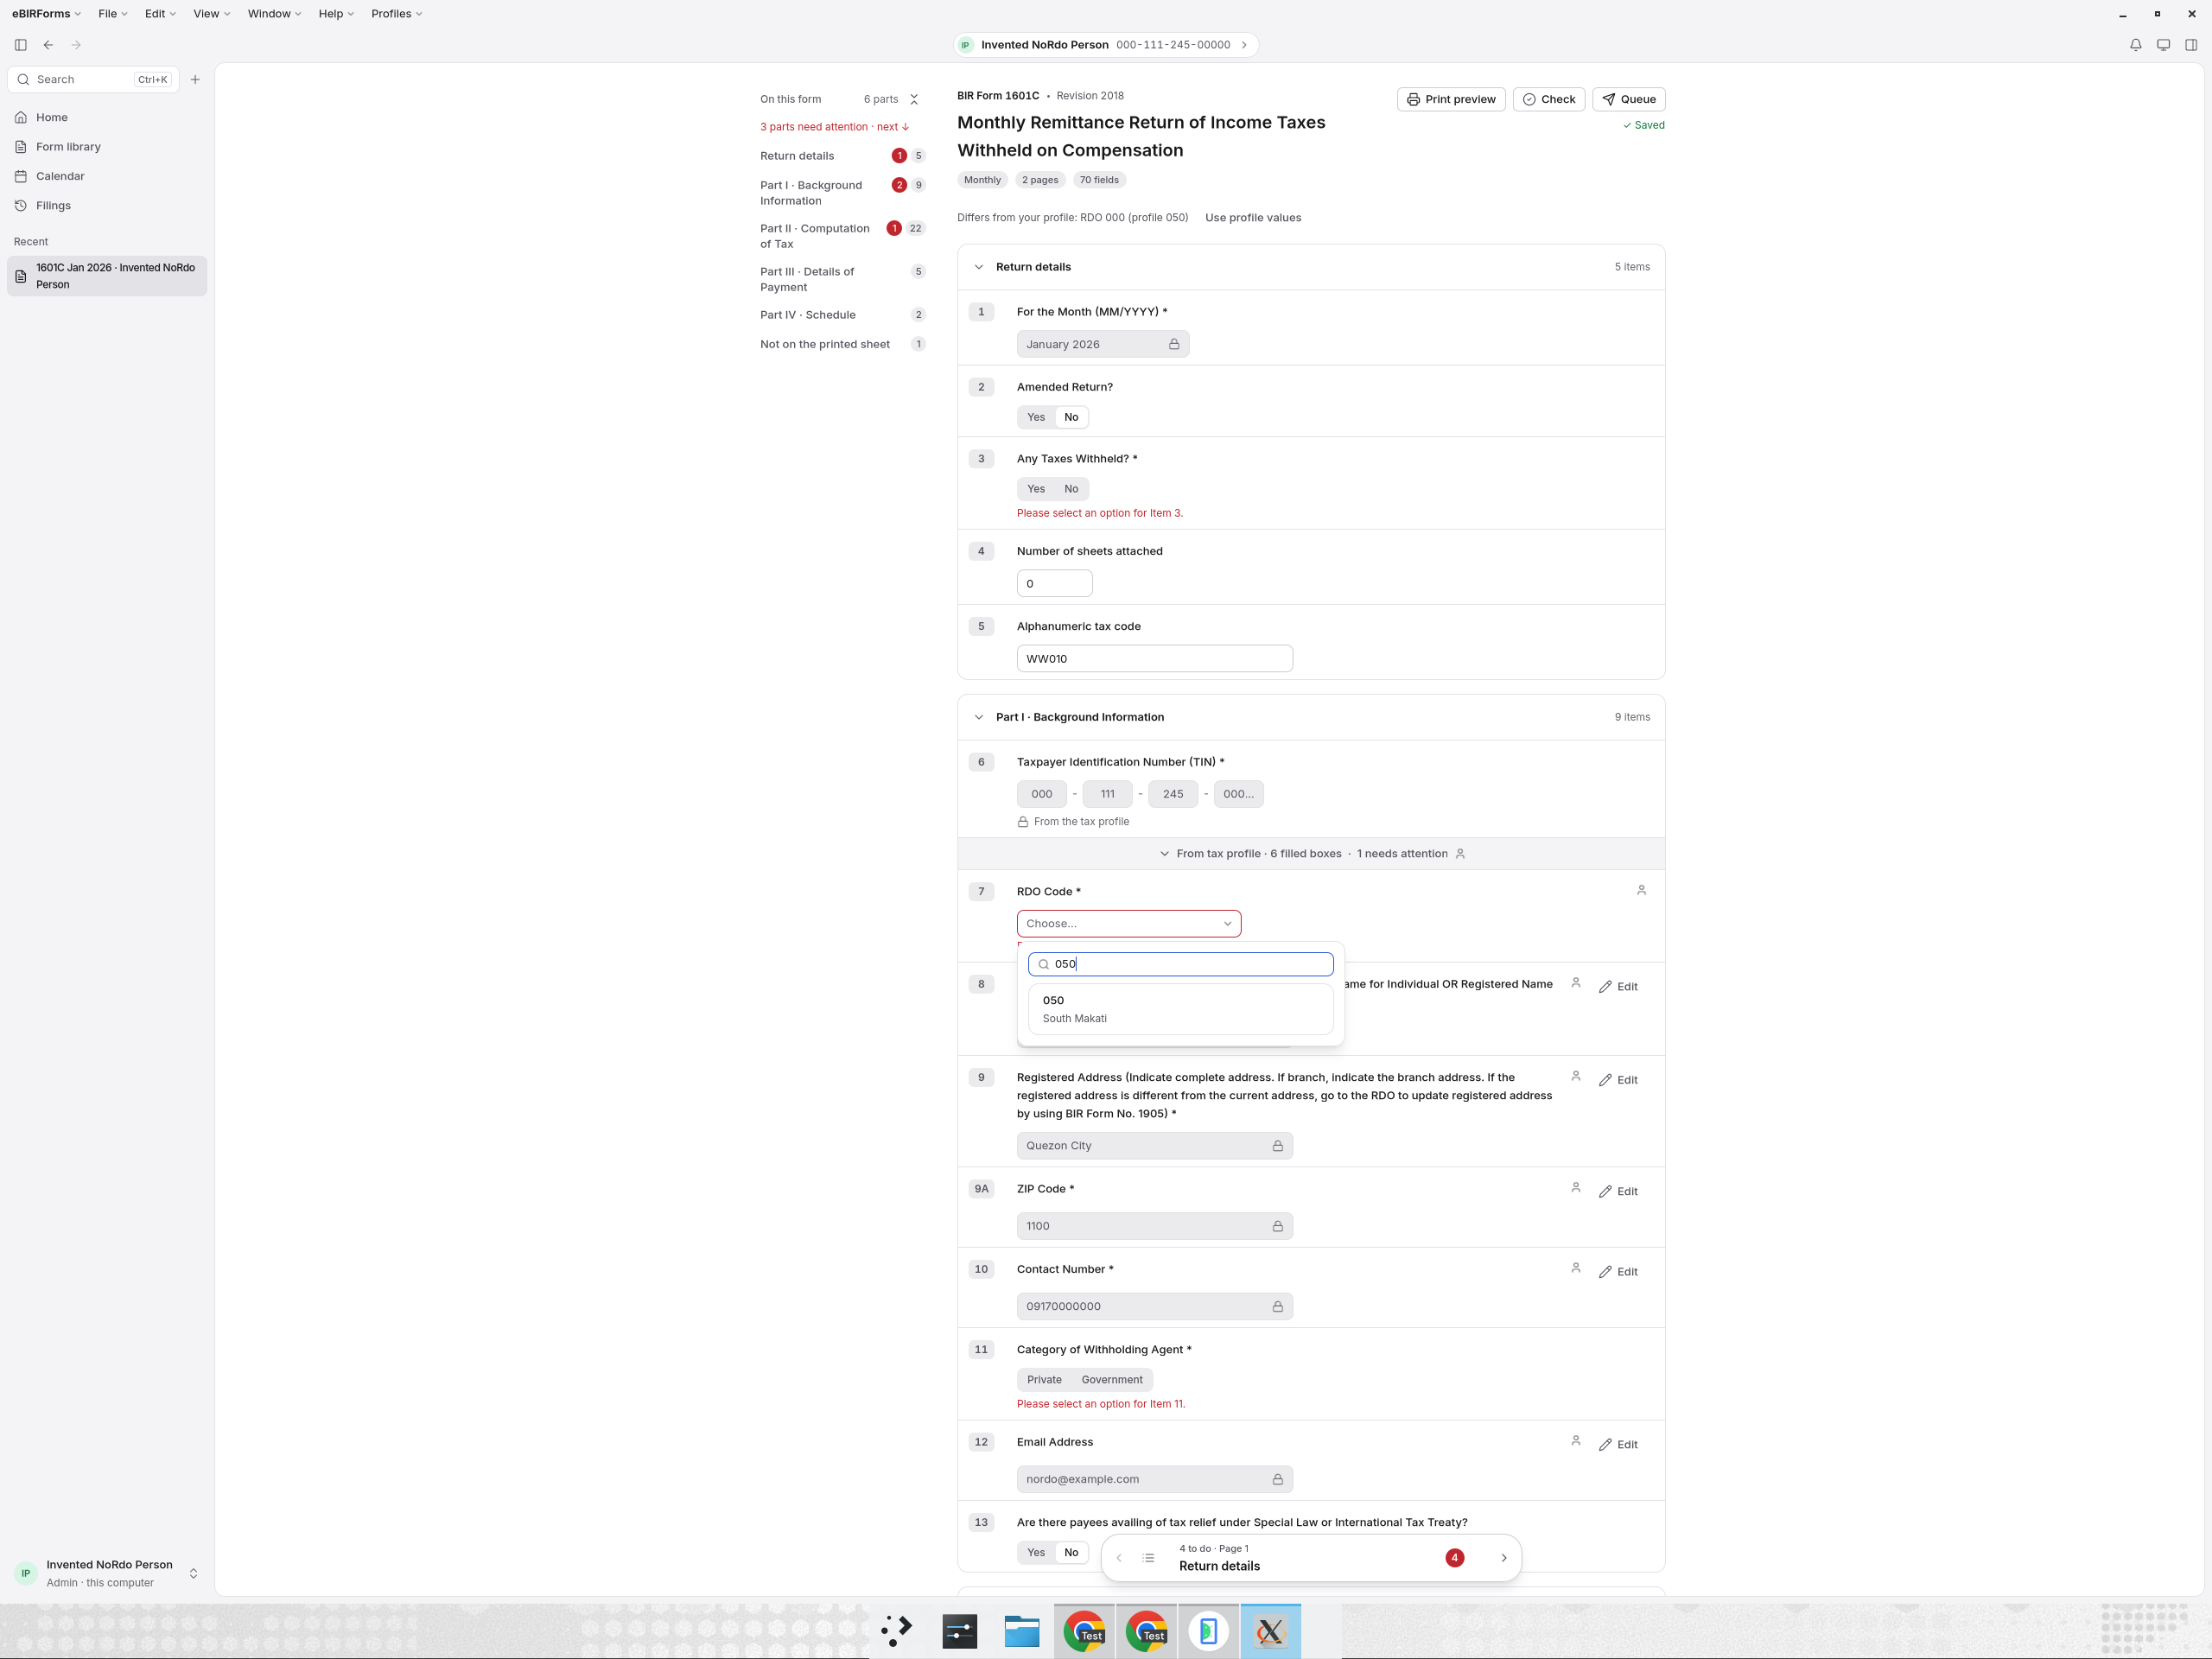 eBIRForms File Edit View Window Help Profiles
IP Invented NoRdo Person 000-111-245-00000
Search Ctrl+K
Home
Form library
Calendar
Filings
Recent
1601C Jan 2026 · Invented NoRdo
Person
On this form 6 parts
3 parts need attention · next ↓
Return details 1 5
Part I · Background
Information 2 9
Part II · Computation
of Tax 1 22
Part III · Details of
Payment 5
Part IV · Schedule 2
Not on the printed sheet 1
BIR Form 1601C • Revision 2018
Print preview Check Queue
Monthly Remittance Return of Income Taxes
Withheld on Compensation
✓ Saved
Monthly 2 pages 70 fields
Differs from your profile: RDO 000 (profile 050) Use profile values
Return details 5 items
1 For the Month (MM/YYYY) *
January 2026
2 Amended Return?
Yes No
3 Any Taxes Withheld? *
Yes No
Please select an option for Item 3.
4 Number of sheets attached
0
5 Alphanumeric tax code
WW010
Part I · Background Information 9 items
6 Taxpayer Identification Number (TIN) *
000 - 111 - 245 - 000...
From the tax profile
From tax profile · 6 filled boxes · 1 needs attention
7 RDO Code *
Choose...
050
050
South Makati
8 ame for Individual OR Registered Name Edit
9 Registered Address (Indicate complete address. If branch, indicate the branch address. If the Edit
registered address is different from the current address, go to the RDO to update registered address
by using BIR Form No. 1905) *
Quezon City
9A ZIP Code * Edit
1100
10 Contact Number * Edit
09170000000
11 Category of Withholding Agent *
Private Government
Please select an option for Item 11.
12 Email Address Edit
nordo@example.com
13 Are there payees availing of tax relief under Special Law or International Tax Treaty?
Yes No
4 to do · Page 1
Return details 4
IP Invented NoRdo Person
Admin · this computer
Test Test